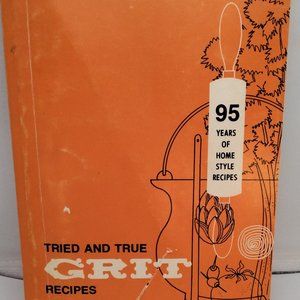 95
YEARS
OF
HOME
STYLE
RECIPES
TRIED AND TRUE
GRIT
RECIPES